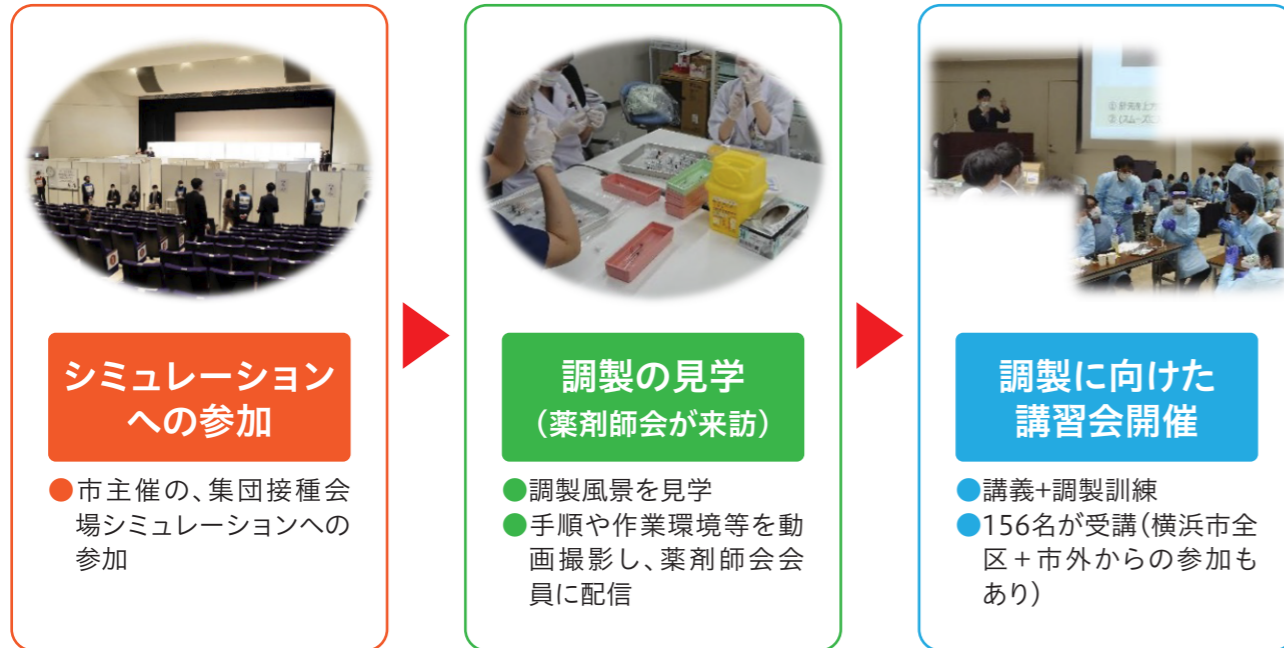 シミュレーション
への参加
●市主催の、集団接種会
場シミュレーションへの
参加
調製の見学
(薬剤師会が来訪)
●調製風景を見学
●手順や作業環境等を動
画撮影し、薬剤師会会
員に配信
調製に向けた
講習会開催
●講義+調製訓練
●156名が受講(横浜市全
区+市外からの参加も
あり)